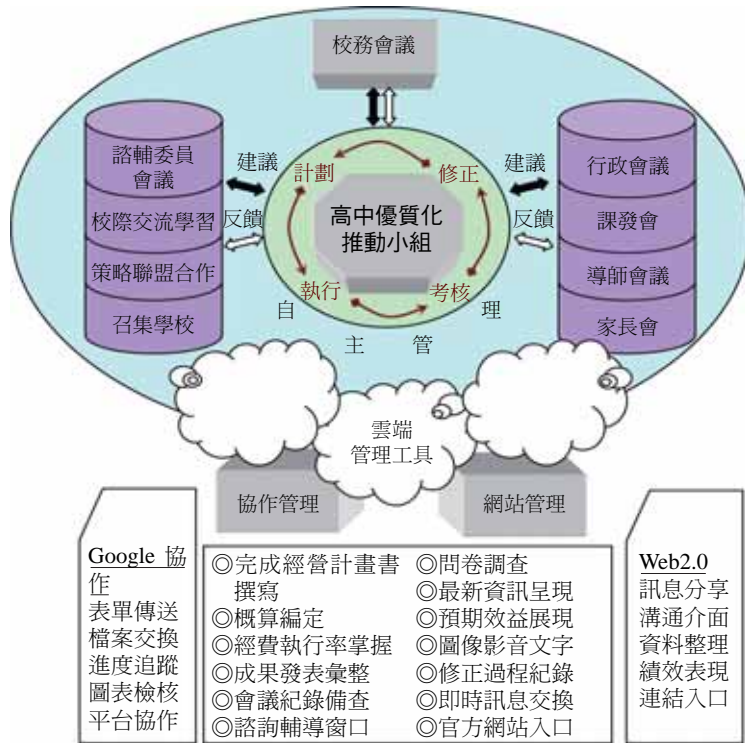 校務會議
諮輔委員
會議
校際交流學習
策略聯盟合作
召集學校
建議
反饋
計劃
修正
高中優質化
推動小組
執行
考核
自主管理
建議
反饋
行政會議
課發會
導師會議
家長會
雲端
管理工具
協作管理
網站管理
Google 協
作
表單傳送
檔案交換
進度追蹤
圖表檢核
平台協作
◎完成經營計畫書
撰寫
◎概算編定
◎經費執行率掌握
◎成果發表彙整
◎會議紀錄備查
◎諮詢輔導窗口
◎問卷調查
◎最新資訊呈現
◎預期效益展現
◎圖像影音文字
◎修正過程紀錄
◎即時訊息交換
◎官方網站入口
Web2.0
訊息分享
溝通介面
資料整理
績效表現
連結入口